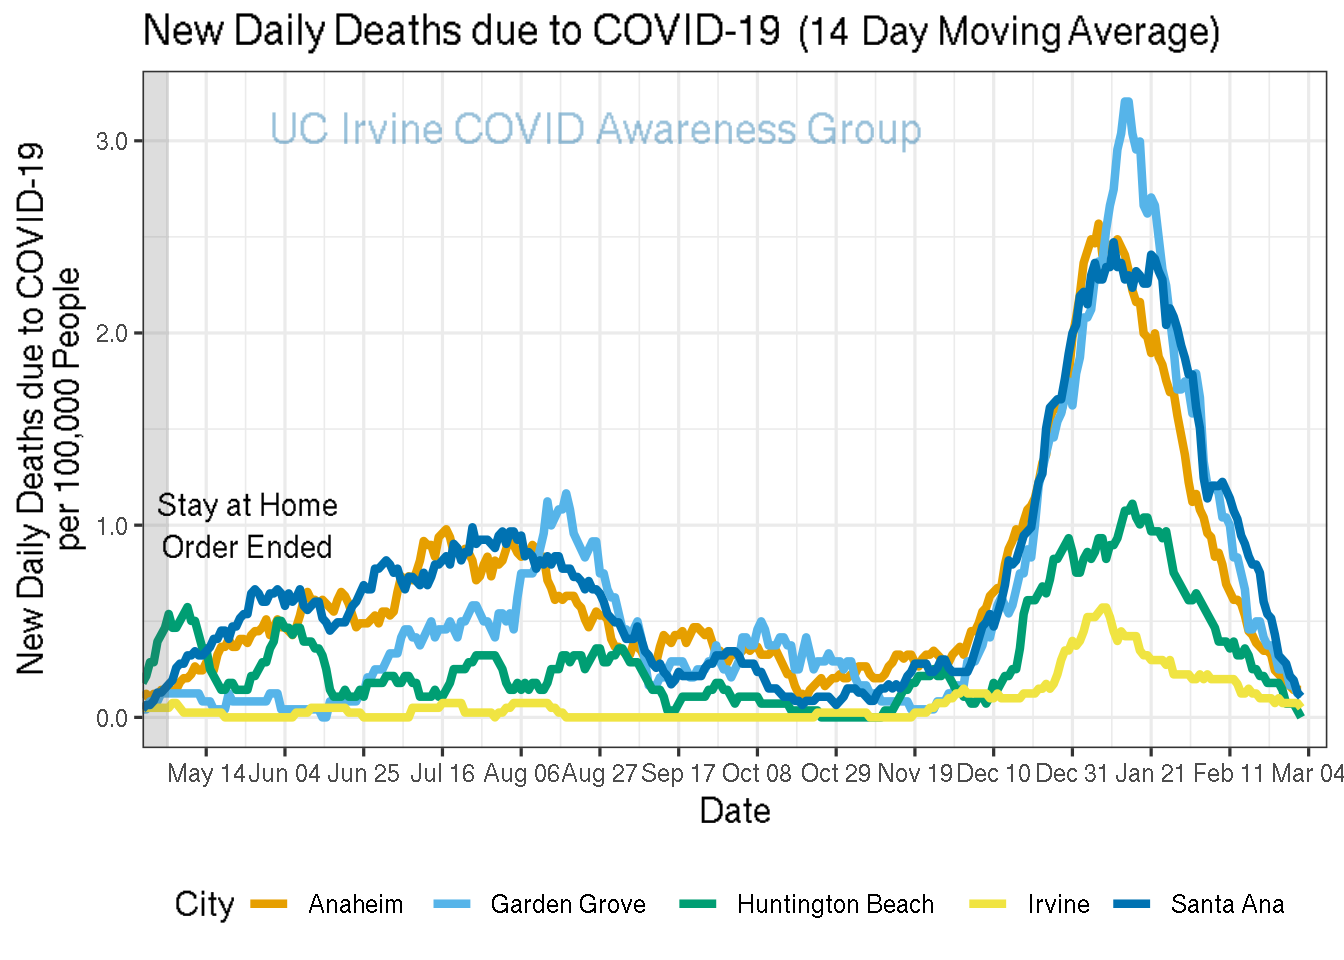 New Daily Deaths due to COVID-19 (14 Day Moving Average)
UC Irvine COVID Awareness Group
New Daily Deaths due to COVID-19
per 100,000 People
3.0
2.0
1.0
0.0
Stay at Home
Order Ended
May 14 Jun 04 Jun 25 Jul 16 Aug 06 Aug 27 Sep 17 Oct 08 Oct 29 Nov 19 Dec 10 Dec 31 Jan 21 Feb 11 Mar 04
Date
City Anaheim Garden Grove Huntington Beach Irvine Santa Ana